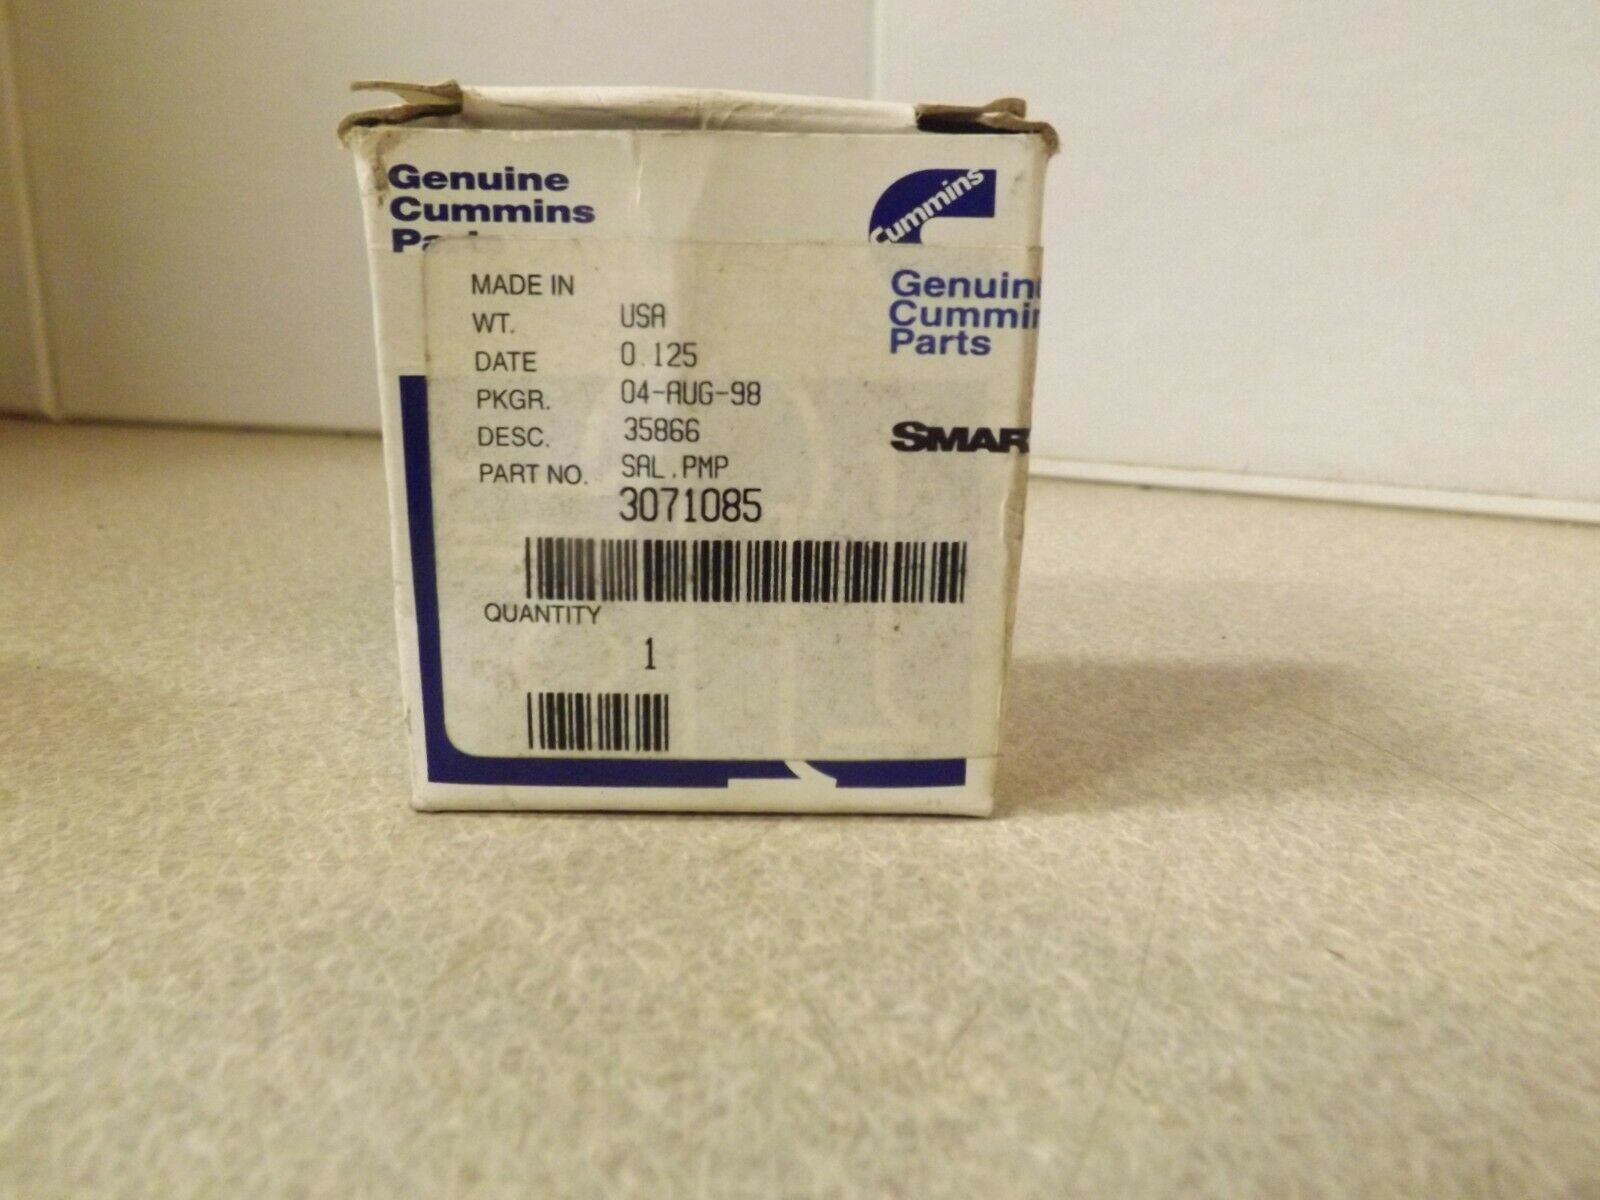 Genuine
Cummins
Cummins
MADE IN USA
WT. 0.125
DATE 04-AUG-98
PKGR. 35866
DESC. SAL.PMP
PART NO. 3071085
QUANTITY
1
Genuin
Cummin
Parts
SMAR